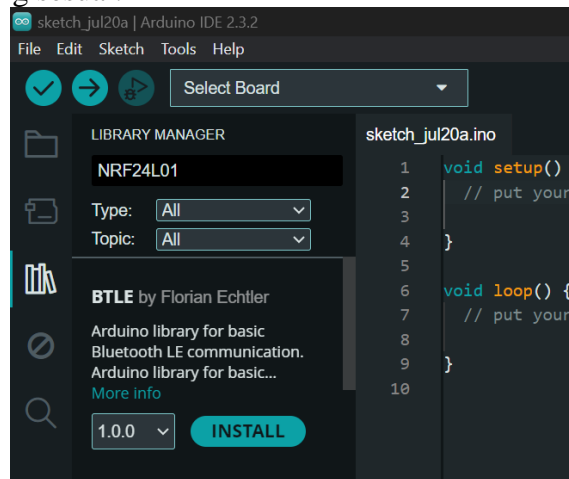 sketch_jul20a | Arduino IDE 2.3.2
File Edit Sketch Tools Help
Select Board
LIBRARY MANAGER
NRF24L01
Type: All
Topic: All
BTLE by Florian Echtler
Arduino library for basic
Bluetooth LE communication.
Arduino library for basic...
More info
1.0.0 INSTALL
sketch_jul20a.ino
1 void setup()
2 // put your
3
4 }
5
6 void loop() {
7 // put your
8
9 }
10